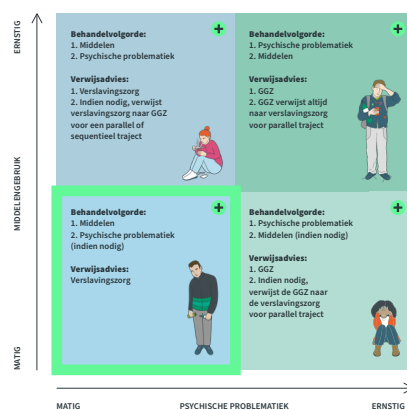 ERNSTIG
MIDDELENGEBRUIK
MATIG
Behandelvolgorde:
1. Middelen
2. Psychische problematiek
Verwijsadvies:
1. Verslavingszorg
2. Indien nodig, verwijst
verslavingszorg naar GGZ
voor een parallel of
sequentieel traject
Behandelvolgorde:
1. Psychische problematiek
2. Middelen
Verwijsadvies:
1. GGZ
2. GGZ verwijst altijd
naar verslavingszorg
voor parallel traject
Behandelvolgorde:
1. Middelen
2. Psychische problematiek
(indien nodig)
Verwijsadvies:
Verslavingszorg
Behandelvolgorde:
1. Psychische problematiek
2. Middelen (indien nodig)
Verwijsadvies:
1. GGZ
2. Indien nodig,
verwijst de GGZ naar
de verslavingszorg
voor parallel traject
MATIG
PSYCHISCHE PROBLEMATIEK
ERNSTIG